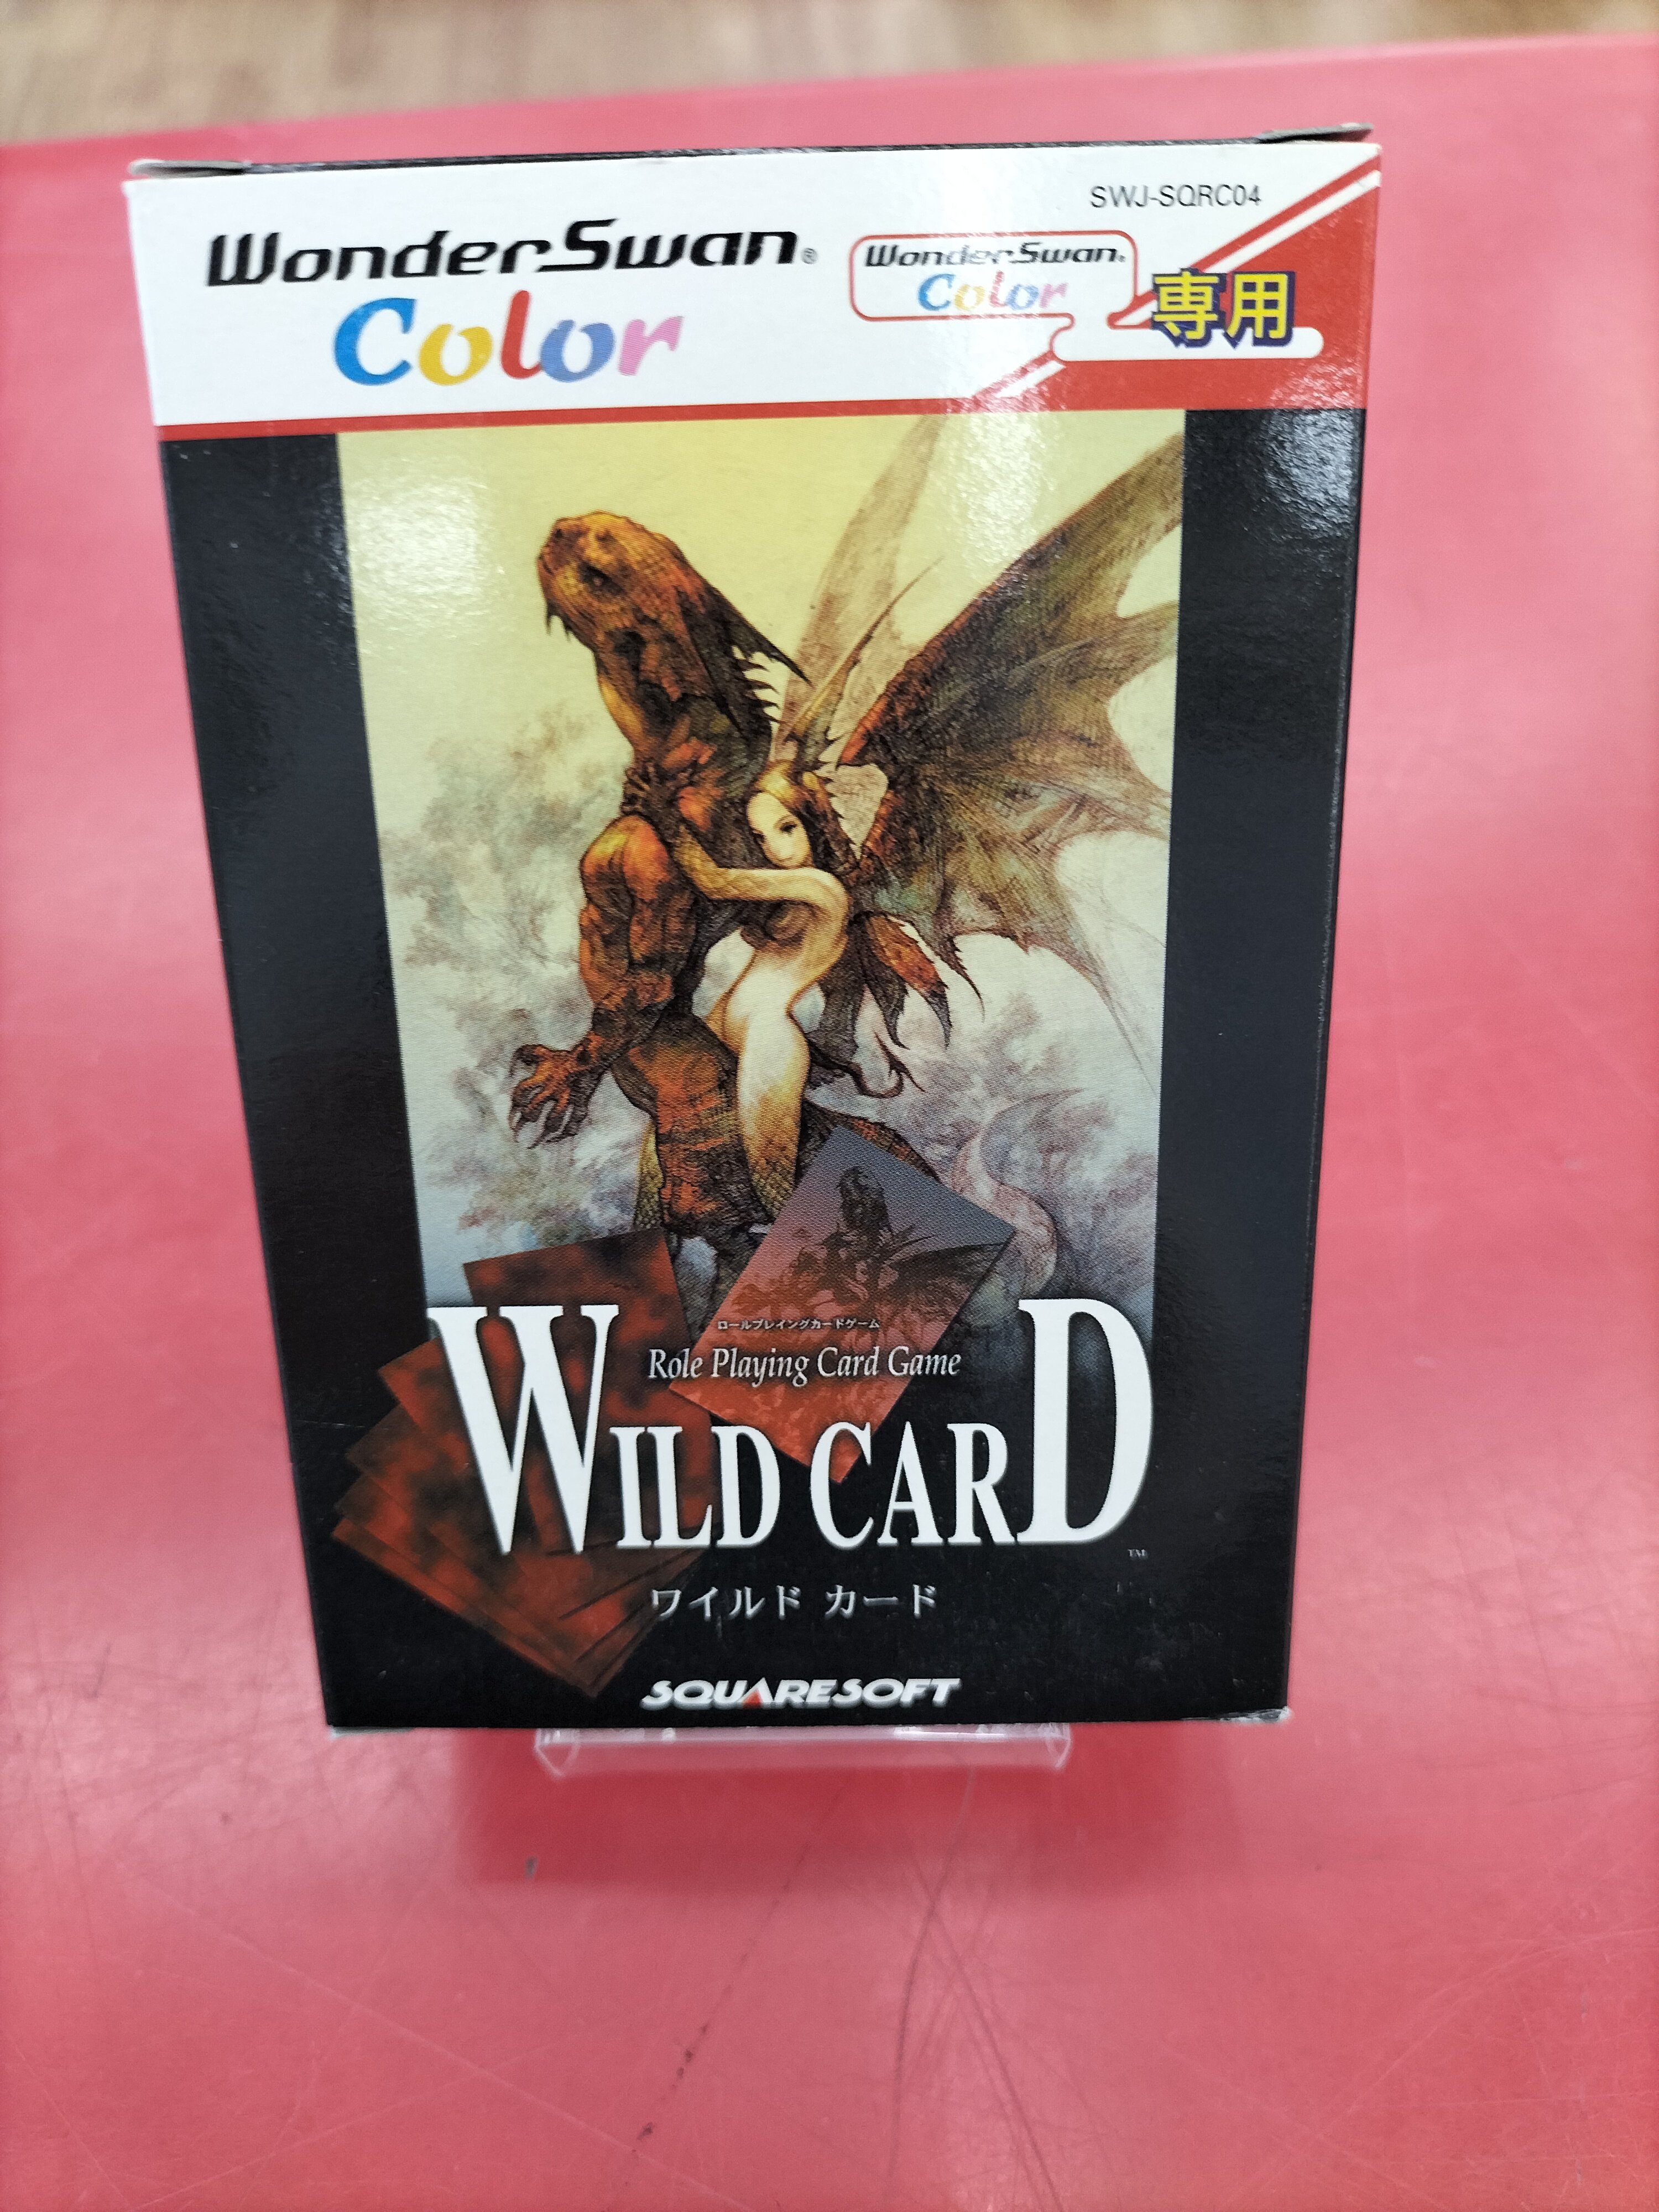 SWJ-SQRC04
WonderSwan®
Color
WonderSwan®
Color
専用
ロールプレイングカードゲーム
Role Playing Card Game
WILD CARD
TM
ワイルド カード
SQUARESOFT